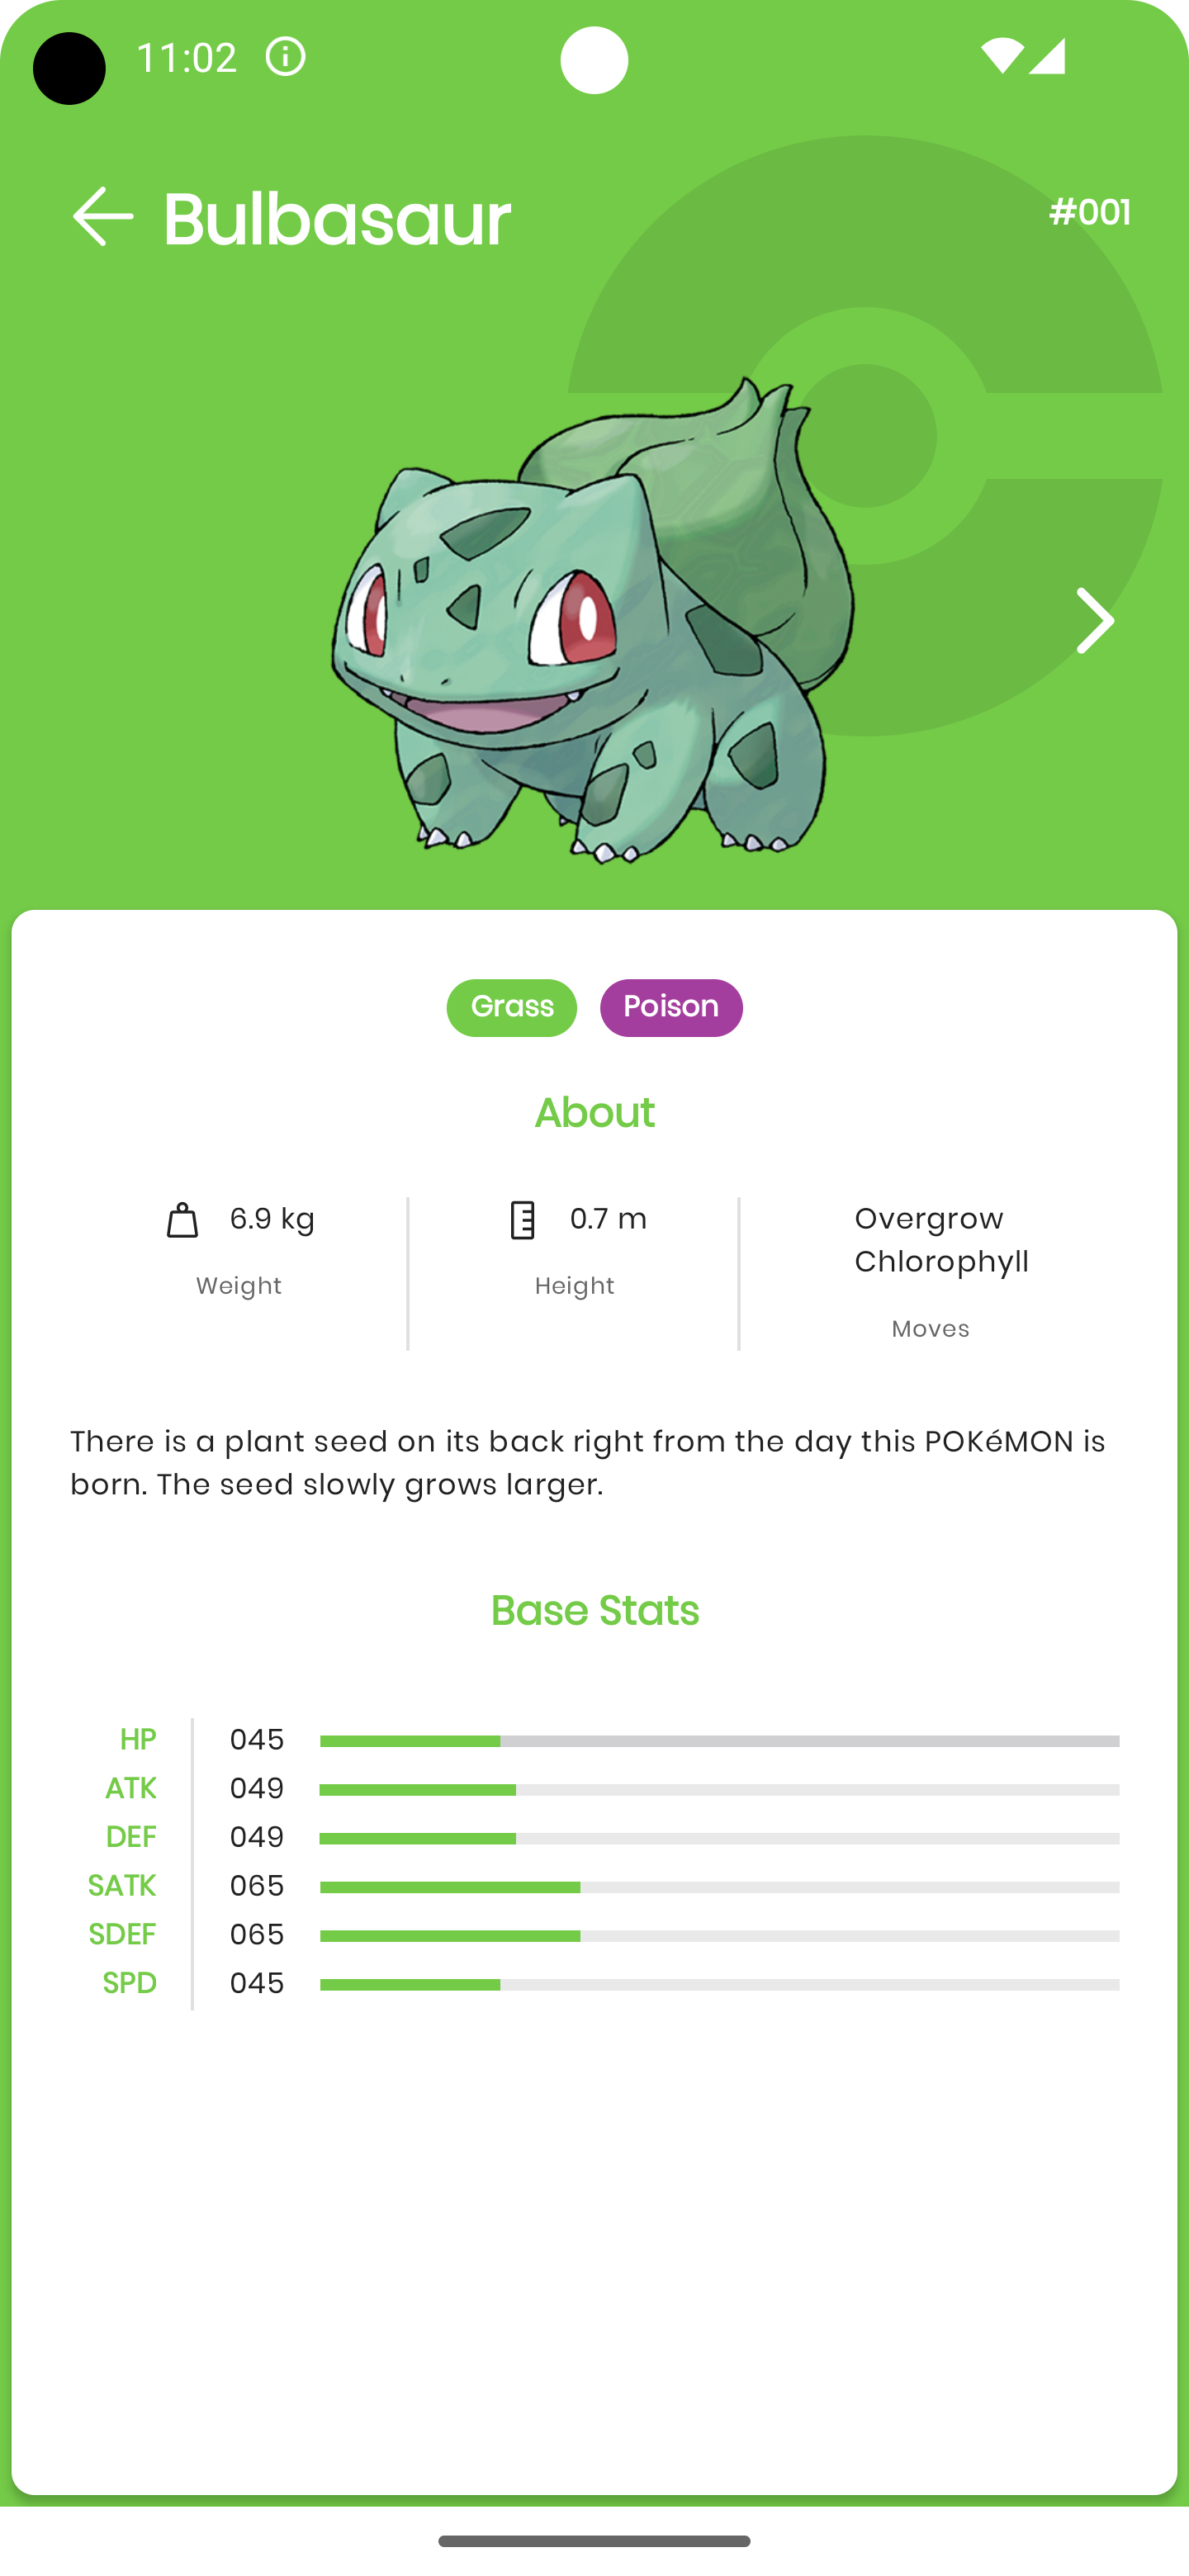 11:02
Bulbasaur
#001
Grass Poison
About
6.9 kg
Weight
0.7 m
Height
Overgrow
Chlorophyll
Moves
There is a plant seed on its back right from the day this POKéMON is
born. The seed slowly grows larger.
Base Stats
HP 045
ATK 049
DEF 049
SATK 065
SDEF 065
SPD 045